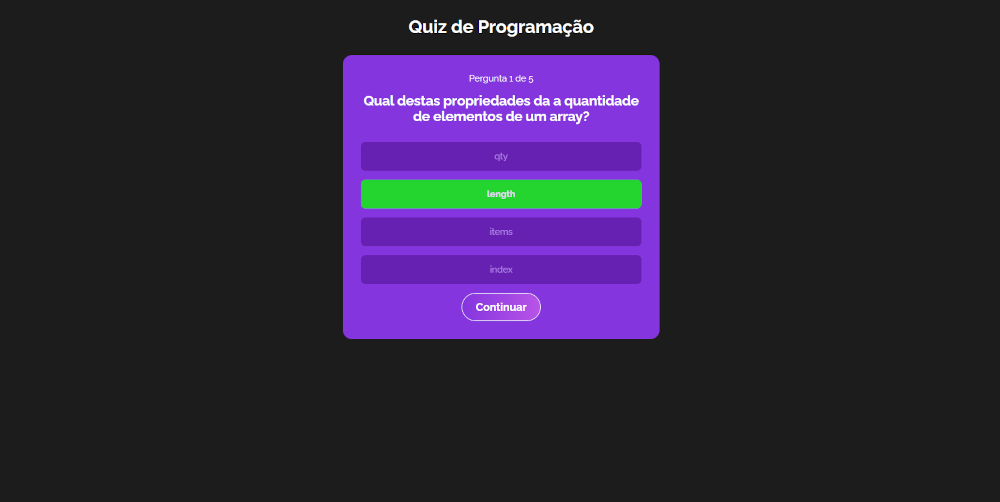 Quiz de Programação
Pergunta 1 de 5
Qual destas propriedades da a quantidade
de elementos de um array?
qty
length
items
index
Continuar